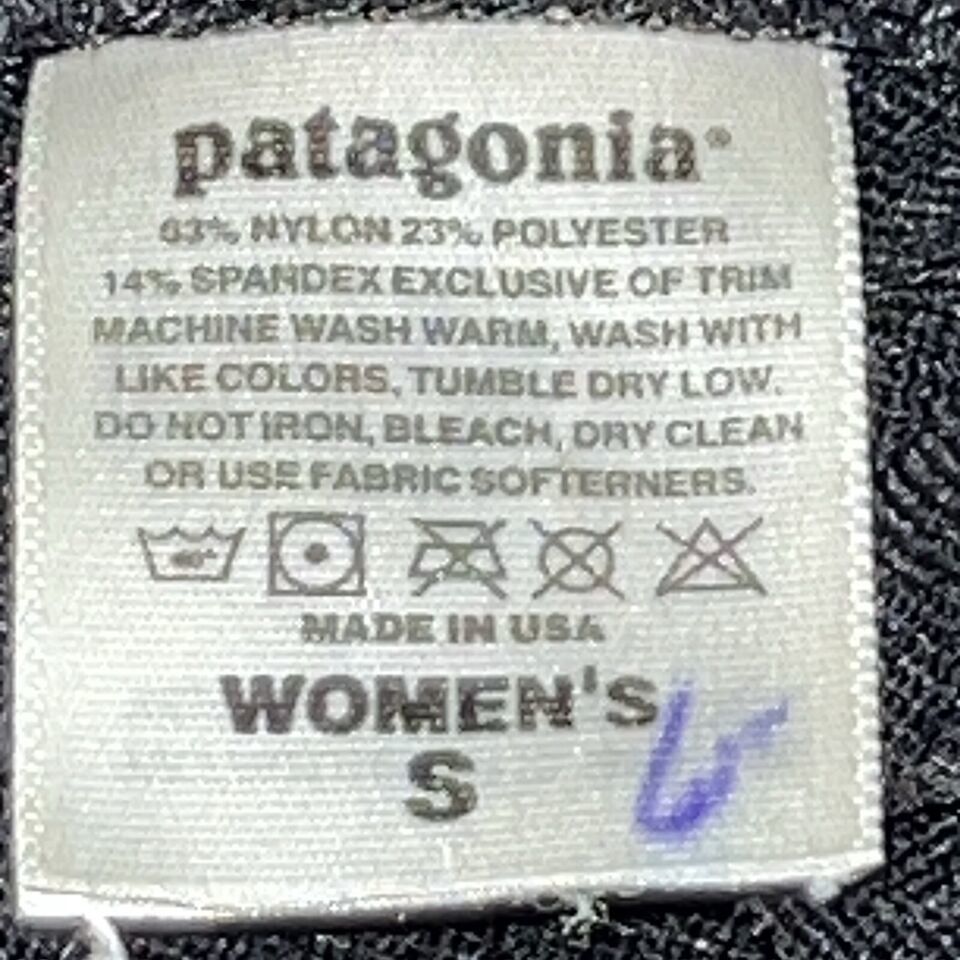 patagonia®
63% NYLON 23% POLYESTER
14% SPANDEX EXCLUSIVE OF TRIM
MACHINE WASH WARM, WASH WITH
LIKE COLORS, TUMBLE DRY LOW.
DO NOT IRON, BLEACH, DRY CLEAN
OR USE FABRIC SOFTERNERS.
40°
MADE IN USA
WOMEN'S
S